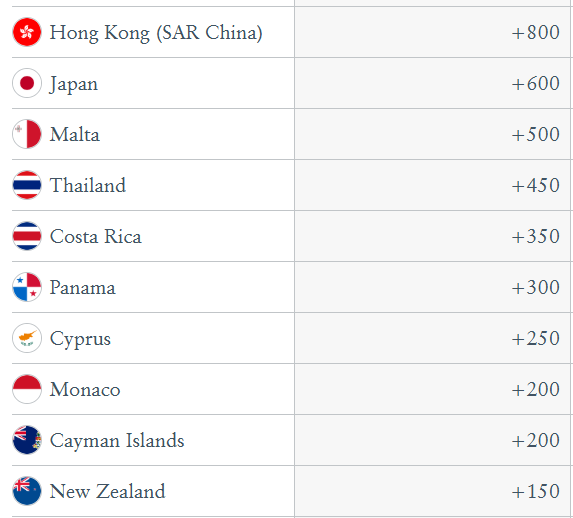 Hong Kong (SAR China) +800
Japan +600
Malta +500
Thailand +450
Costa Rica +350
Panama +300
Cyprus +250
Monaco +200
Cayman Islands +200
New Zealand +150